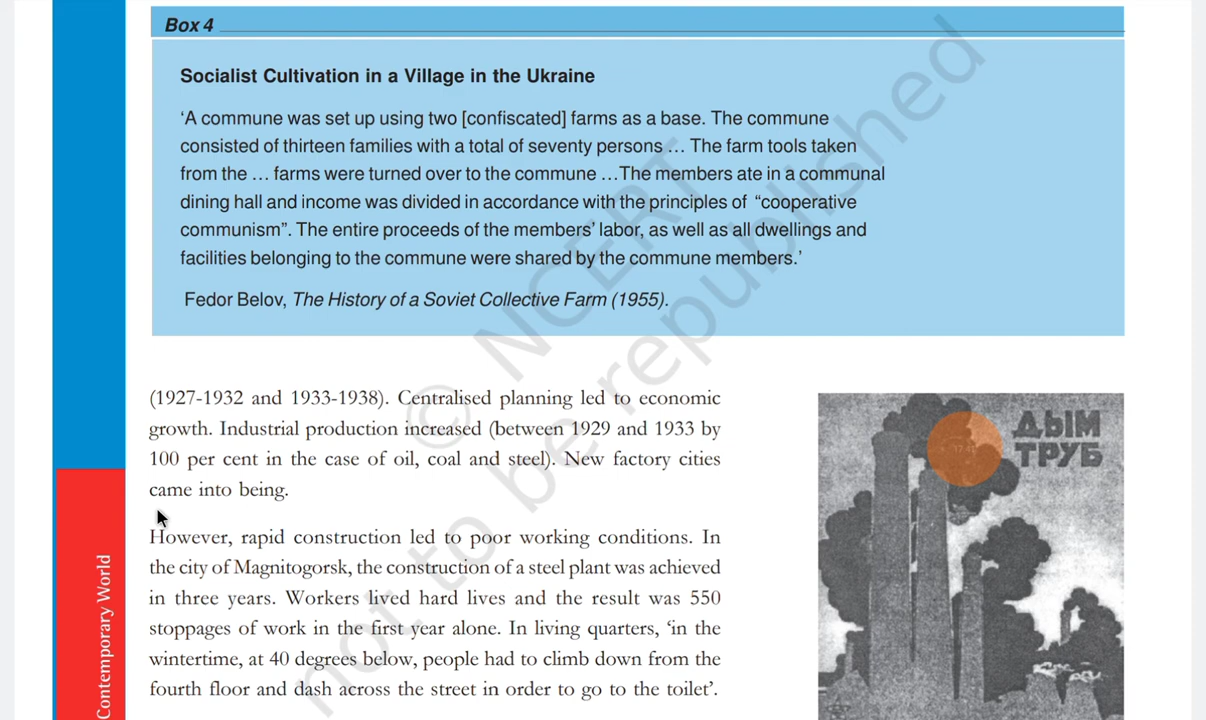 Box 4
Socialist Cultivation in a Village in the Ukraine
‘A commune was set up using two [confiscated] farms as a base. The commune
consisted of thirteen families with a total of seventy persons … The farm tools taken
from the … farms were turned over to the commune …The members ate in a communal
dining hall and income was divided in accordance with the principles of “cooperative
communism”. The entire proceeds of the members’ labor, as well as all dwellings and
facilities belonging to the commune were shared by the commune members.’
Fedor Belov, The History of a Soviet Collective Farm (1955).
(1927-1932 and 1933-1938). Centralised planning led to economic
growth. Industrial production increased (between 1929 and 1933 by
100 per cent in the case of oil, coal and steel). New factory cities
came into being.
However, rapid construction led to poor working conditions. In
the city of Magnitogorsk, the construction of a steel plant was achieved
in three years. Workers lived hard lives and the result was 550
stoppages of work in the first year alone. In living quarters, ‘in the
wintertime, at 40 degrees below, people had to climb down from the
fourth floor and dash across the street in order to go to the toilet’.
ДЫМ
ТРУБ
Contemporary World
© NCERT
not to be republished